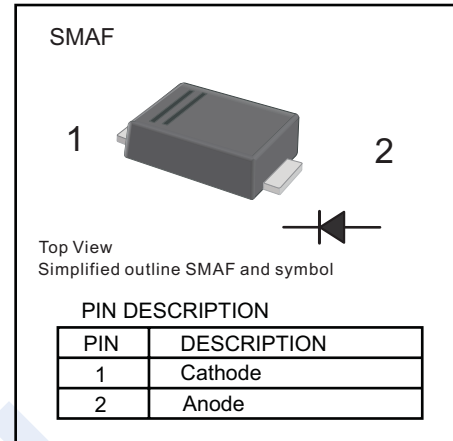 SMAF
1
2
Top View
Simplified outline SMAF and symbol
PIN DESCRIPTION
PIN DESCRIPTION
1 Cathode
2 Anode